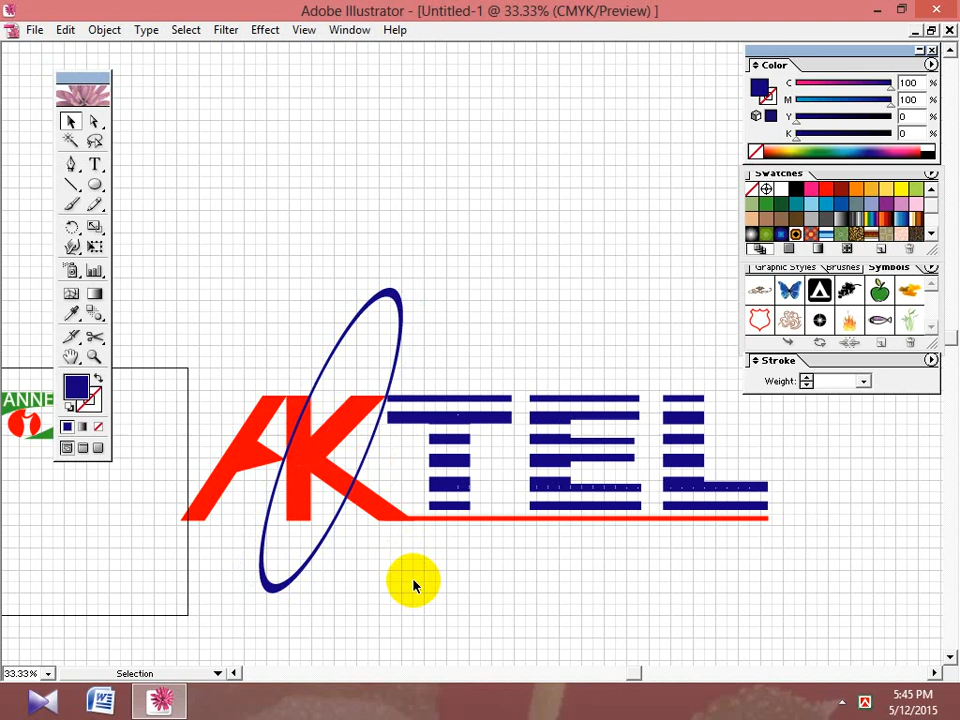 Adobe Illustrator - [Untitled-1 @ 33.33% (CMYK/Preview) ]
File Edit Object Type Select Filter Effect View Window Help
Color
C 100 %
M 100 %
Y 0 %
K 0 %
Swatches
Graphic Styles Brushes Symbols
Stroke
Weight:
ANNE
AKTEL
33.33% Selection
5:45 PM
5/12/2015